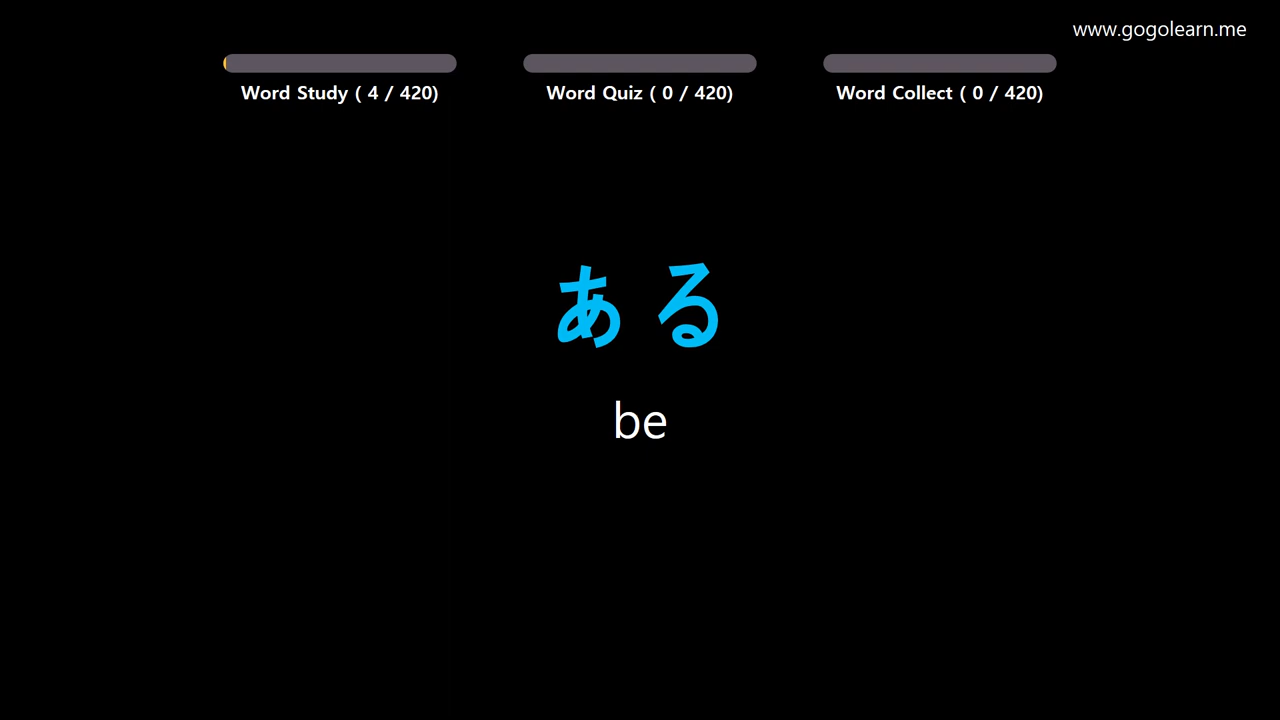 www.gogolearn.me
Word Study ( 4 / 420)
Word Quiz ( 0 / 420)
Word Collect ( 0 / 420)
ある
be